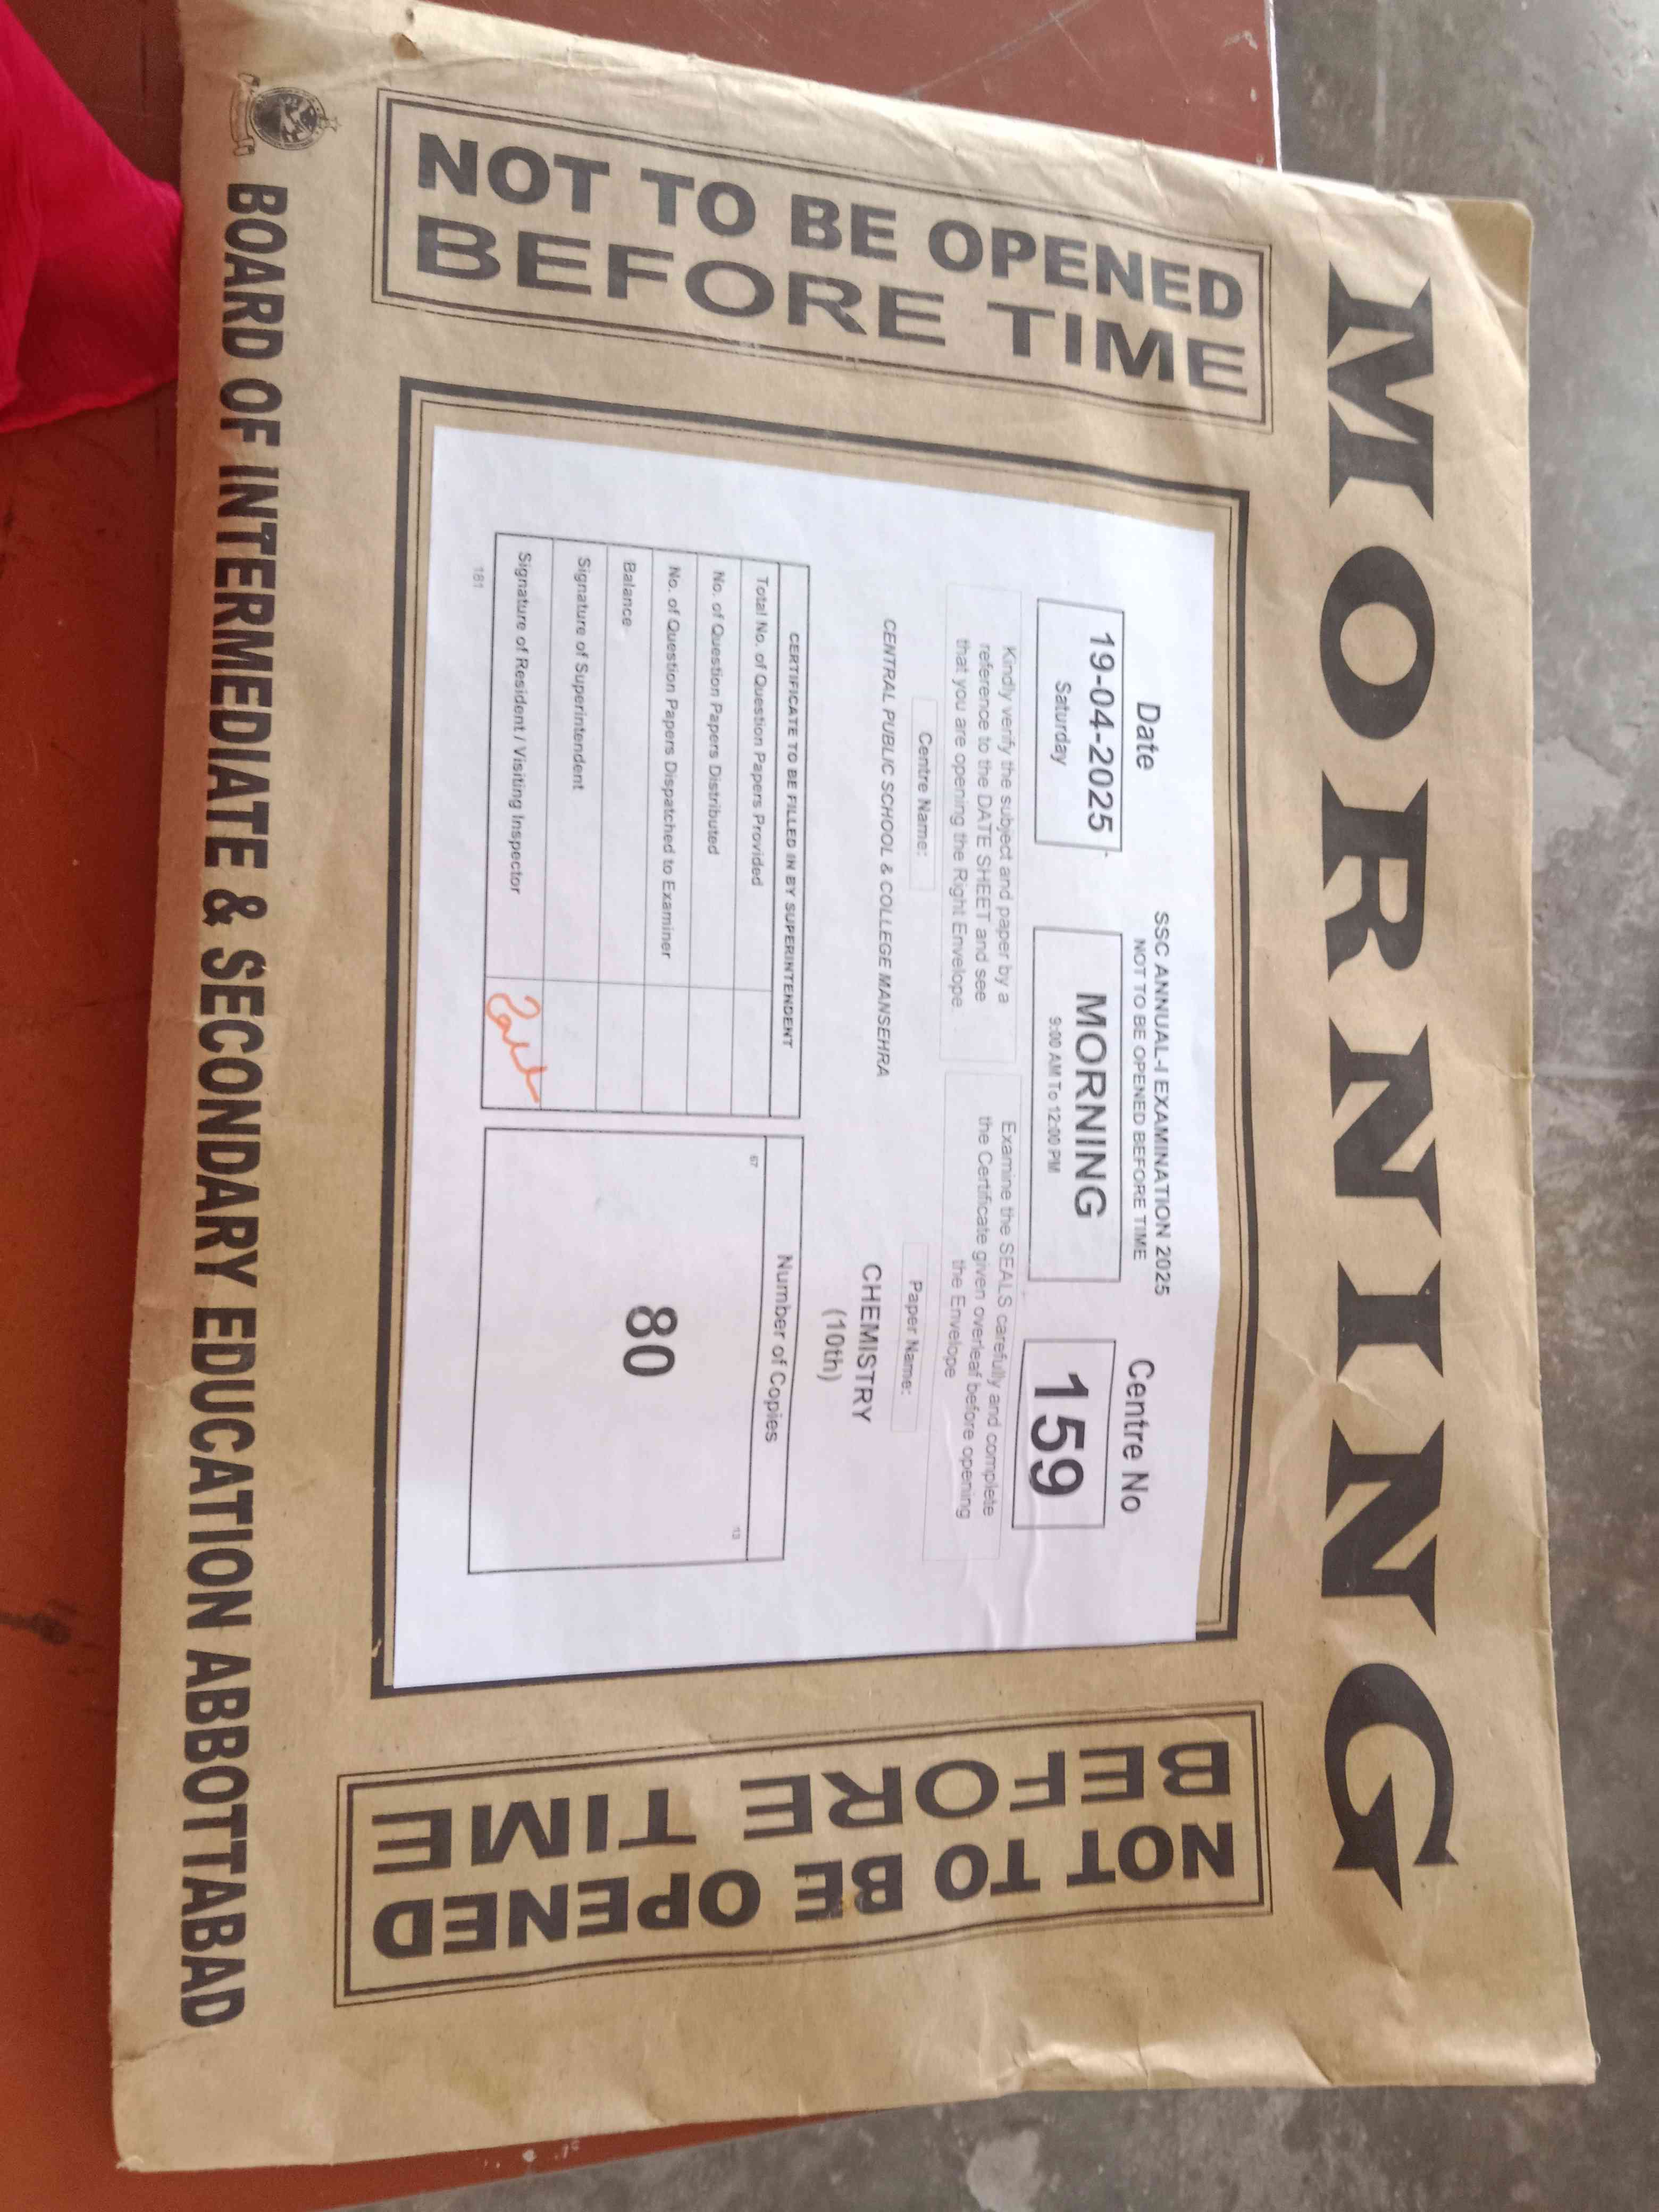 MORNING
NOT TO BE OPENED
BEFORE TIME
Date
19-04-2025
Saturday
SSC ANNUAL-I EXAMINATION 2025
NOT TO BE OPENED BEFORE TIME
MORNING
9:00 AM To 12:00 PM
Centre No
159
Kindly verify the subject and paper by a
reference to the DATE SHEET and see
that you are opening the Right Envelope
Examine the SEALS carefully and complete
the Certificate given overleaf before opening
the Envelope
Centre Name:
CENTRAL PUBLIC SCHOOL & COLLEGE MANSEHRA
Paper Name:
CHEMISTRY
(10th)
CERTIFICATE TO BE FILLED IN BY SUPERINTENDENT
Total No. of Question Papers Provided
No. of Question Papers Distributed
No. of Question Papers Dispatched to Examiner
Balance
Signature of Superintendent
Signature of Resident / Visiting Inspector
181
Number of Copies
67
13
80
NOT TO BE OPENED
BEFORE TIME
BOARD OF INTERMEDIATE & SECONDARY EDUCATION ABBOTTABAD